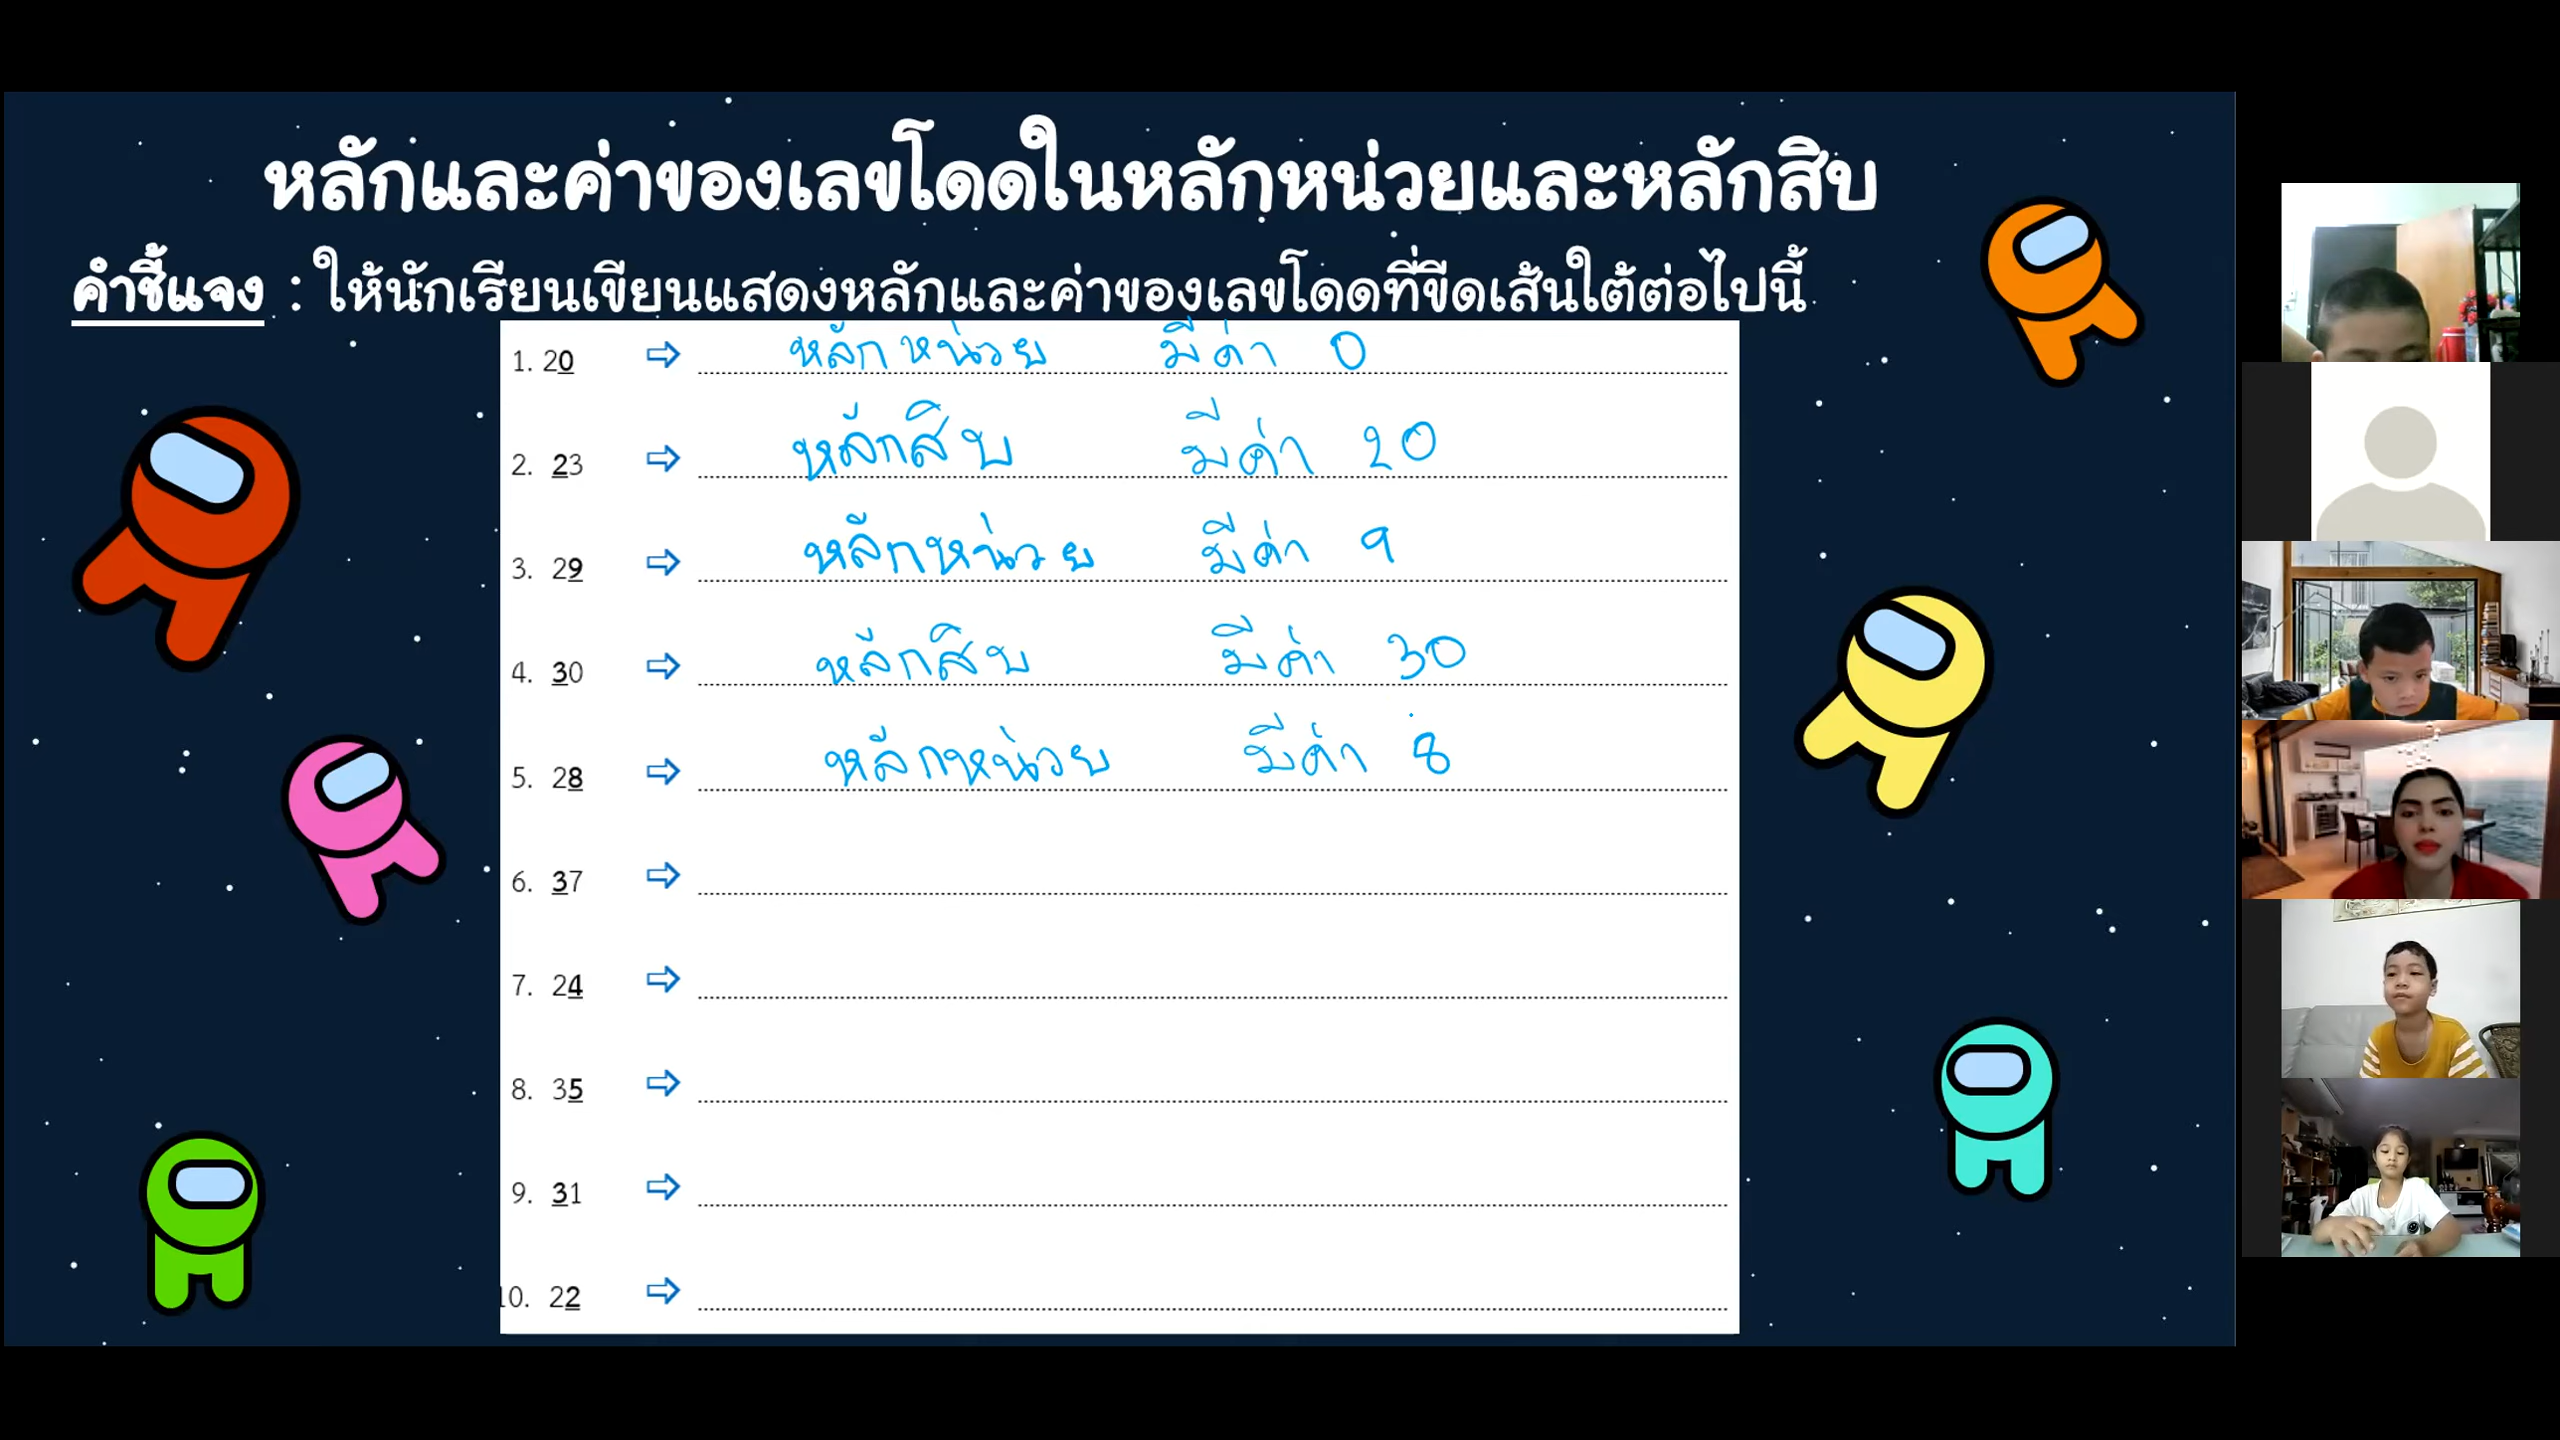 หลักและค่าของเลขโดดในหลักหน่วยและหลักสิบ
คำชี้แจง : ให้นักเรียนเขียนแสดงหลักและค่าของเลขโดดที่ขีดเส้นใต้ต่อไปนี้
1. 20 ⇨ หลักหน่วย มีค่า 0
2. 23 ⇨ หลักสิบ มีค่า 20
3. 29 ⇨ หลักหน่วย มีค่า 9
4. 30 ⇨ หลักสิบ มีค่า 30
5. 28 ⇨ หลักหน่วย มีค่า 8
6. 37 ⇨
7. 24 ⇨
8. 35 ⇨
9. 31 ⇨
10. 22 ⇨